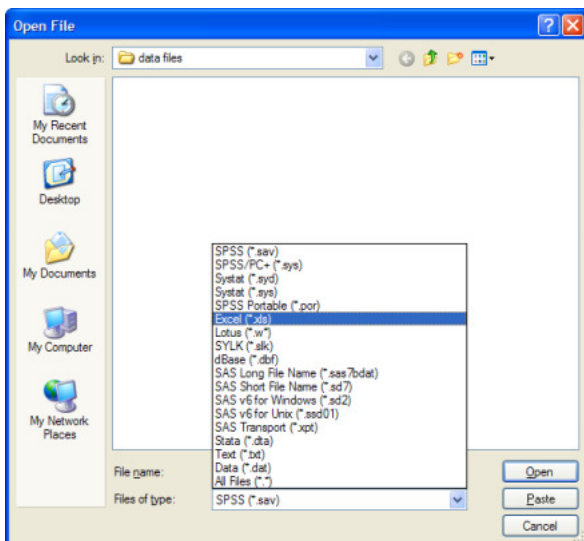 Open File
Look in:
data files
My Recent
Documents
Desktop
My Documents
My Computer
My Network
Places
SPSS (*.sav)
SPSS/PC+ (*.sys)
Systat (*.syd)
Systat (*.sys)
SPSS Portable (*.por)
Excel (*.xls)
Lotus (*.w*)
SYLK (*.slk)
dBase (*.dbf)
SAS Long File Name (*.sas7bdat)
SAS Short File Name (*.sd7)
SAS v6 for Windows (*.sd2)
SAS v6 for Unix (*.ssd01)
SAS Transport (*.xpt)
Stata (*.dta)
Text (*.txt)
Data (*.dat)
All Files (*.*)
File name:
Files of type:
SPSS (*.sav)
Open
Paste
Cancel